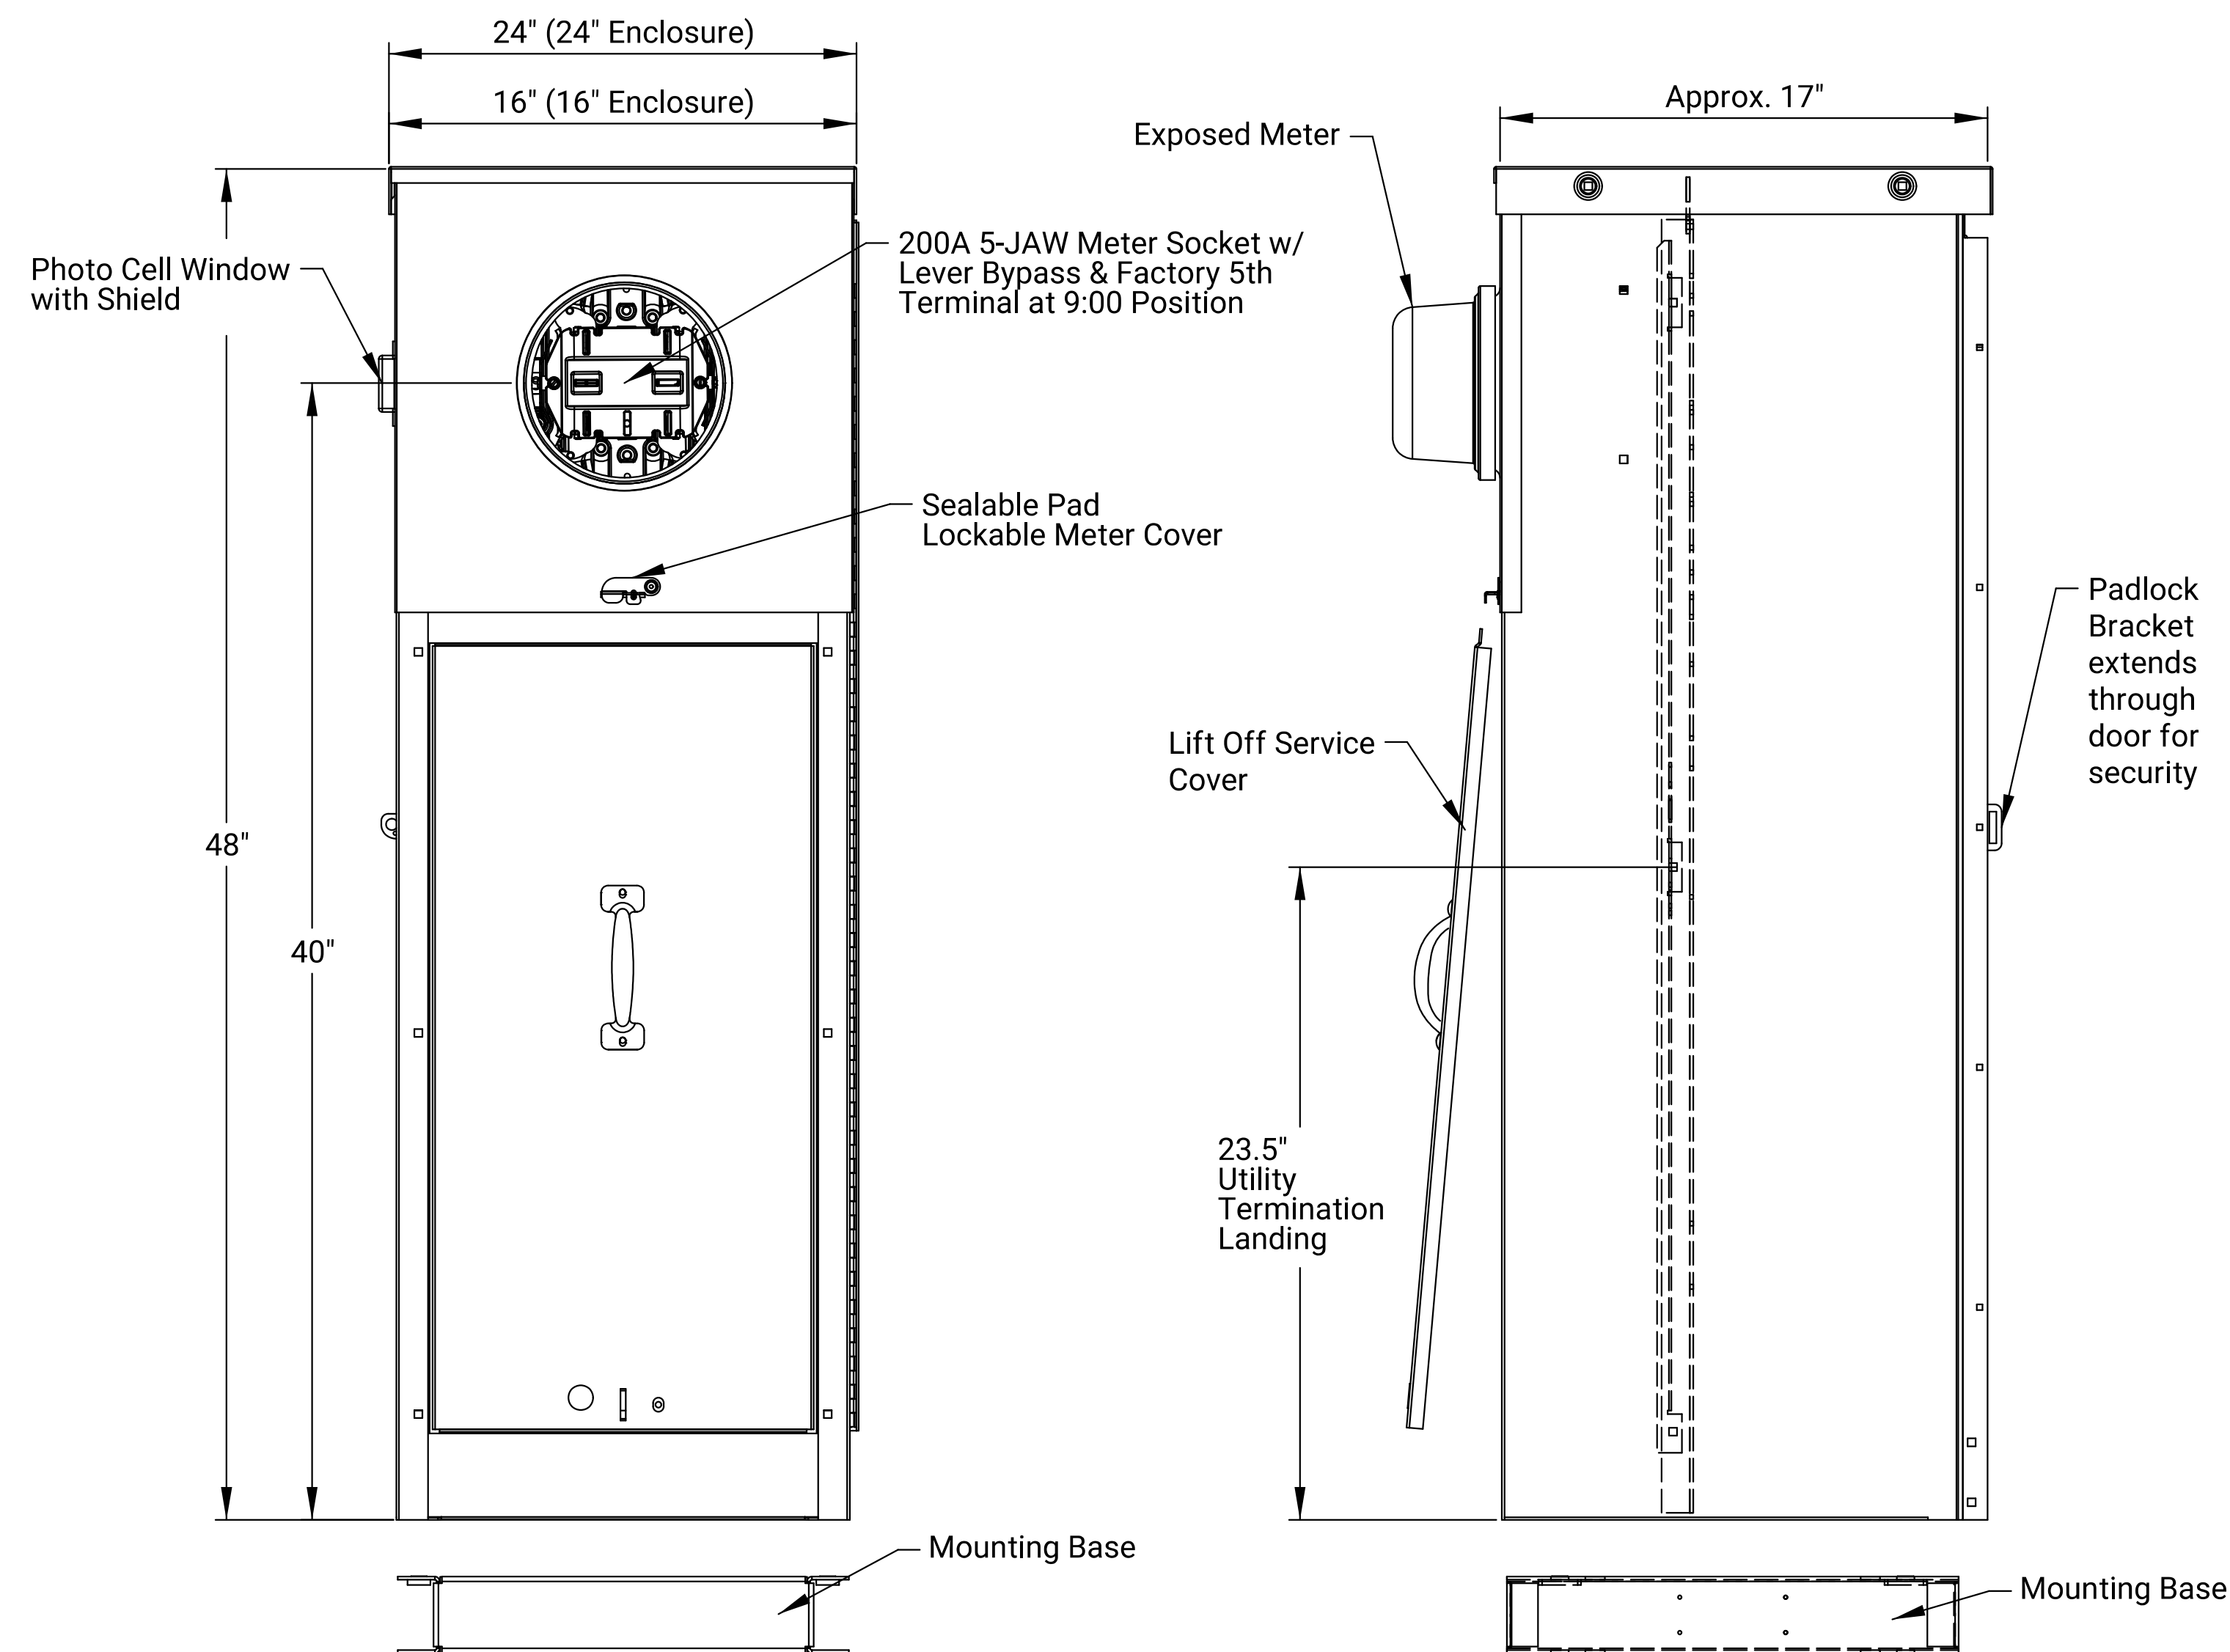 24" (24" Enclosure)
16" (16" Enclosure)
Approx. 17"
Exposed Meter
Photo Cell Window
with Shield
200A 5-JAW Meter Socket w/
Lever Bypass & Factory 5th
Terminal at 9:00 Position
Sealable Pad
Lockable Meter Cover
Padlock
Bracket
extends
through
door for
security
Lift Off Service
Cover
48"
40"
23.5"
Utility
Termination
Landing
Mounting Base
Mounting Base